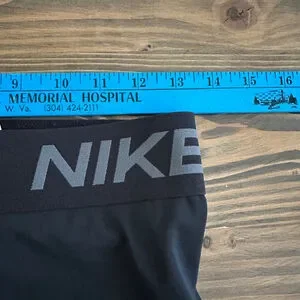 9 10 11 12 13 14 15 16
MEMORIAL HOSPITAL
W. Va. (304) 424-2111
NIKE